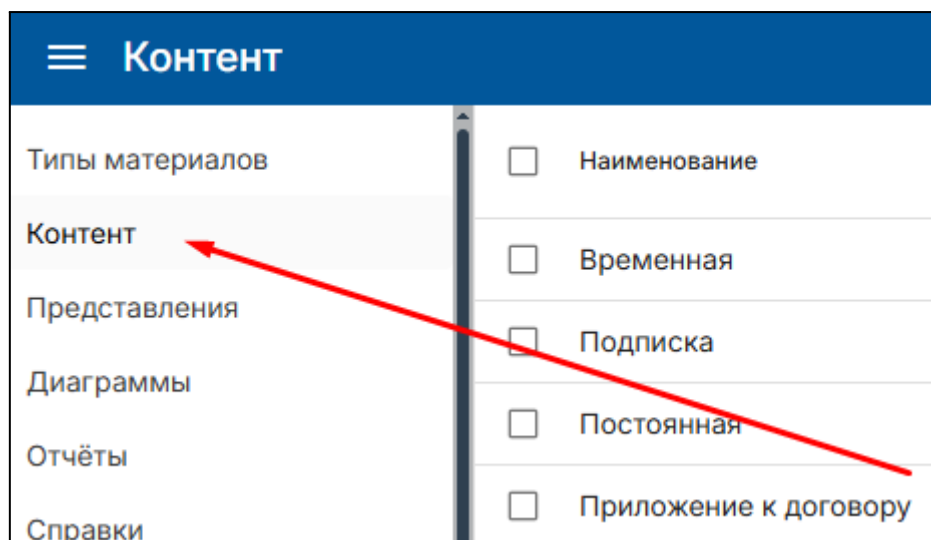 Контент
Типы материалов
Контент
Представления
Диаграммы
Отчёты
Справки
Наименование
Временная
Подписка
Постоянная
Приложение к договору